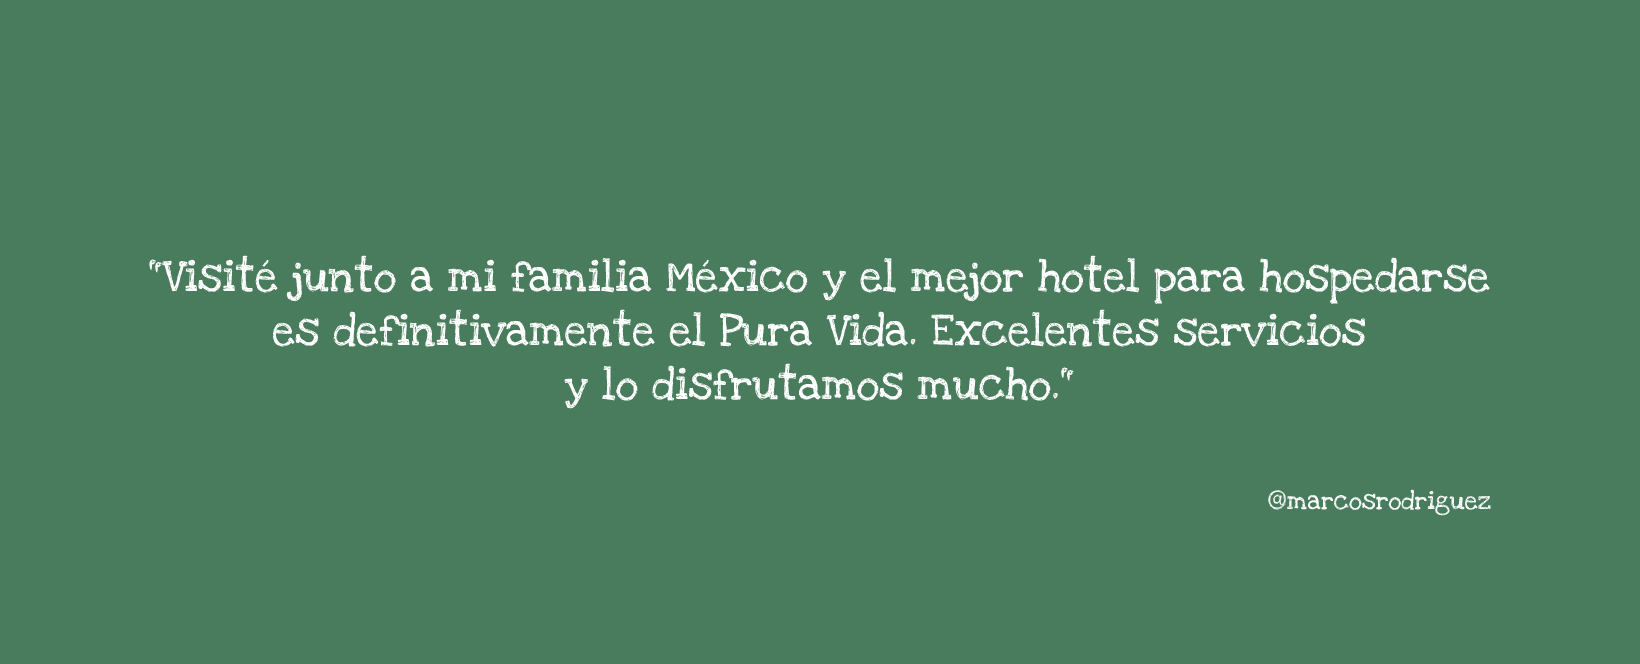 "Visité junto a mi familia México y el mejor hotel para hospedarse
es definitivamente el Pura Vida. Excelentes servicios
y lo disfrutamos mucho."
@marcosrodriguez